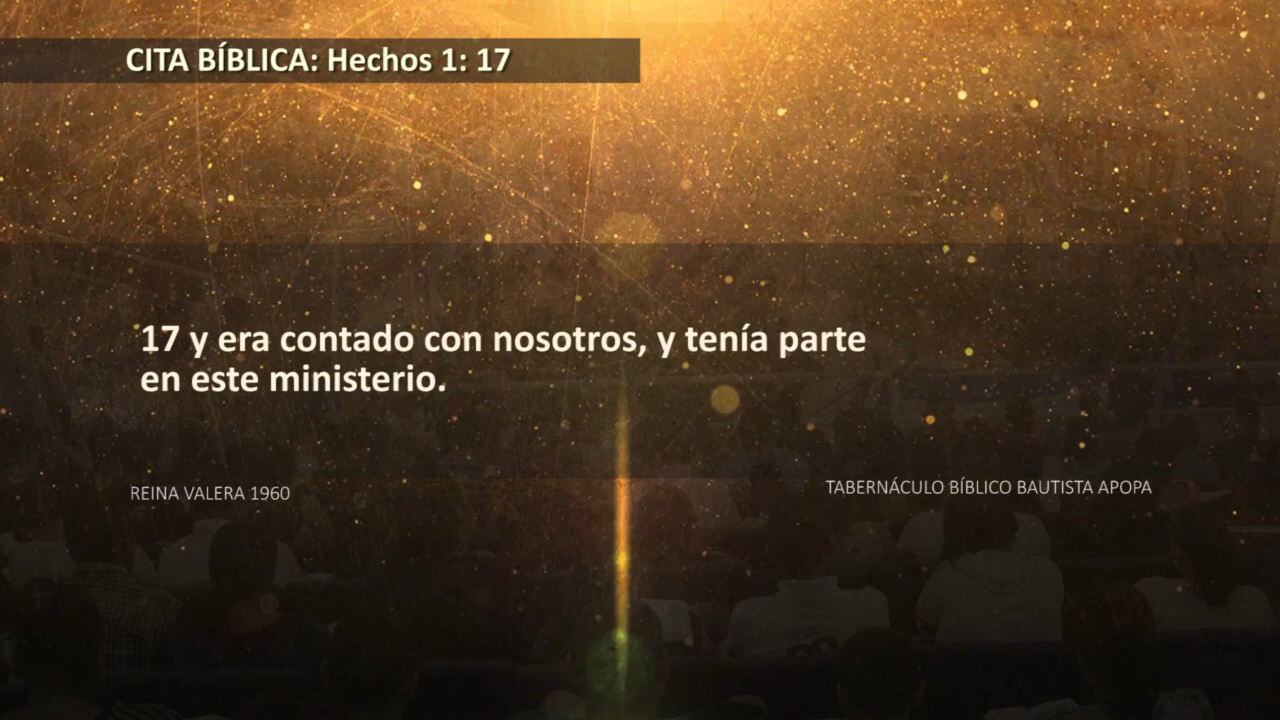 CITA BÍBLICA: Hechos 1: 17
17 y era contado con nosotros, y tenía parte
en este ministerio.
REINA VALERA 1960
TABERNÁCULO BÍBLICO BAUTISTA APOPA